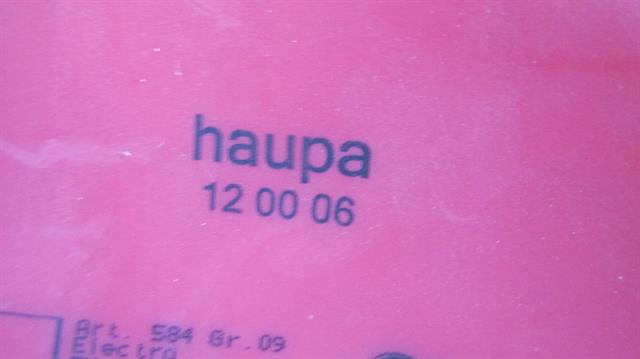 haupa
12 00 06
Art. 584 Gr.09
Electro